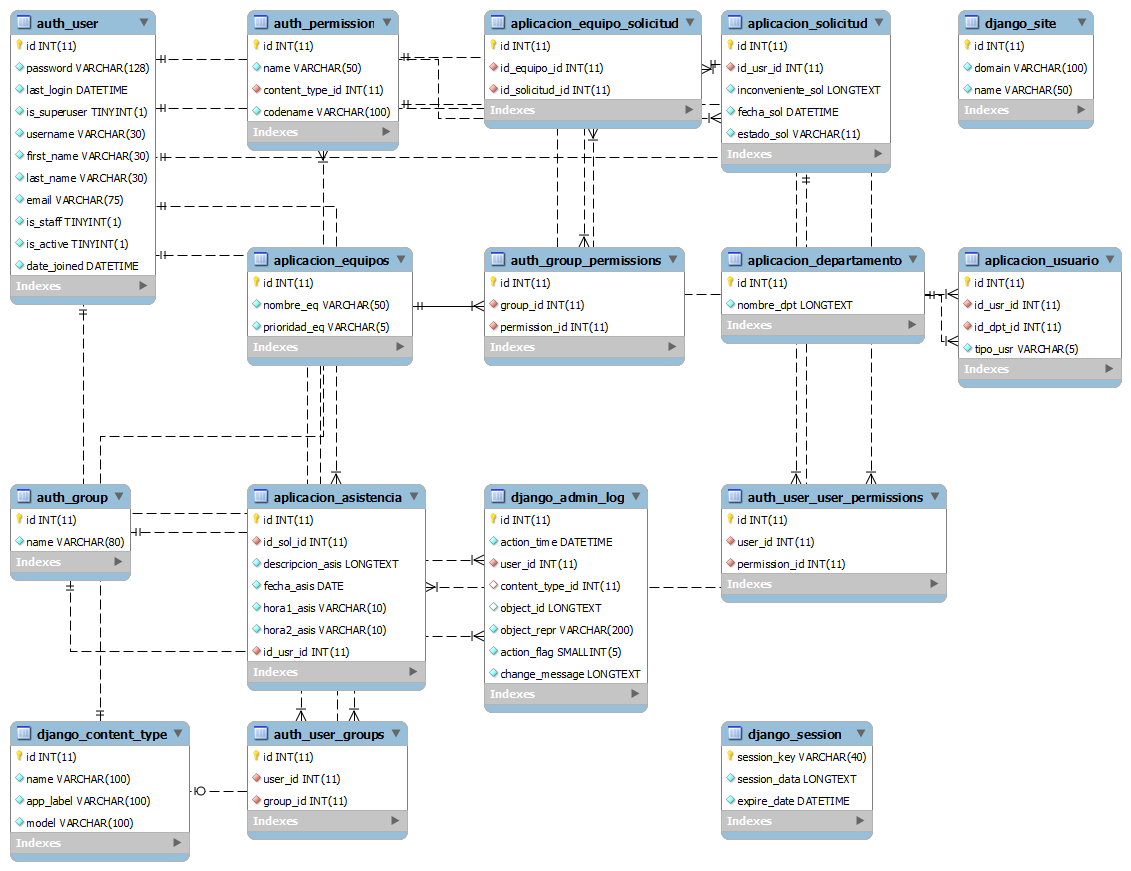 auth_user
id INT(11)
password VARCHAR(128)
last_login DATETIME
is_superuser TINYINT(1)
username VARCHAR(30)
first_name VARCHAR(30)
last_name VARCHAR(30)
email VARCHAR(75)
is_staff TINYINT(1)
is_active TINYINT(1)
date_joined DATETIME
Indexes
auth_permission
id INT(11)
name VARCHAR(50)
content_type_id INT(11)
codename VARCHAR(100)
Indexes
aplicacion_equipo_solicitud
id INT(11)
id_equipo_id INT(11)
id_solicitud_id INT(11)
Indexes
aplicacion_solicitud
id INT(11)
id_usr_id INT(11)
inconveniente_sol LONGTEXT
fecha_sol DATETIME
estado_sol VARCHAR(11)
Indexes
django_site
id INT(11)
domain VARCHAR(100)
name VARCHAR(50)
Indexes
aplicacion_equipos
id INT(11)
nombre_eq VARCHAR(50)
prioridad_eq VARCHAR(5)
Indexes
auth_group_permissions
id INT(11)
group_id INT(11)
permission_id INT(11)
Indexes
aplicacion_departamento
id INT(11)
nombre_dpt LONGTEXT
Indexes
aplicacion_usuario
id INT(11)
id_usr_id INT(11)
id_dpt_id INT(11)
tipo_usr VARCHAR(5)
Indexes
auth_group
id INT(11)
name VARCHAR(80)
Indexes
aplicacion_asistencia
id INT(11)
id_sol_id INT(11)
descripcion_asis LONGTEXT
fecha_asis DATE
hora1_asis VARCHAR(10)
hora2_asis VARCHAR(10)
id_usr_id INT(11)
Indexes
django_admin_log
id INT(11)
action_time DATETIME
user_id INT(11)
content_type_id INT(11)
object_id LONGTEXT
object_repr VARCHAR(200)
action_flag SMALLINT(5)
change_message LONGTEXT
Indexes
auth_user_user_permissions
id INT(11)
user_id INT(11)
permission_id INT(11)
Indexes
django_content_type
id INT(11)
name VARCHAR(100)
app_label VARCHAR(100)
model VARCHAR(100)
Indexes
auth_user_groups
id INT(11)
user_id INT(11)
group_id INT(11)
Indexes
django_session
session_key VARCHAR(40)
session_data LONGTEXT
expire_date DATETIME
Indexes